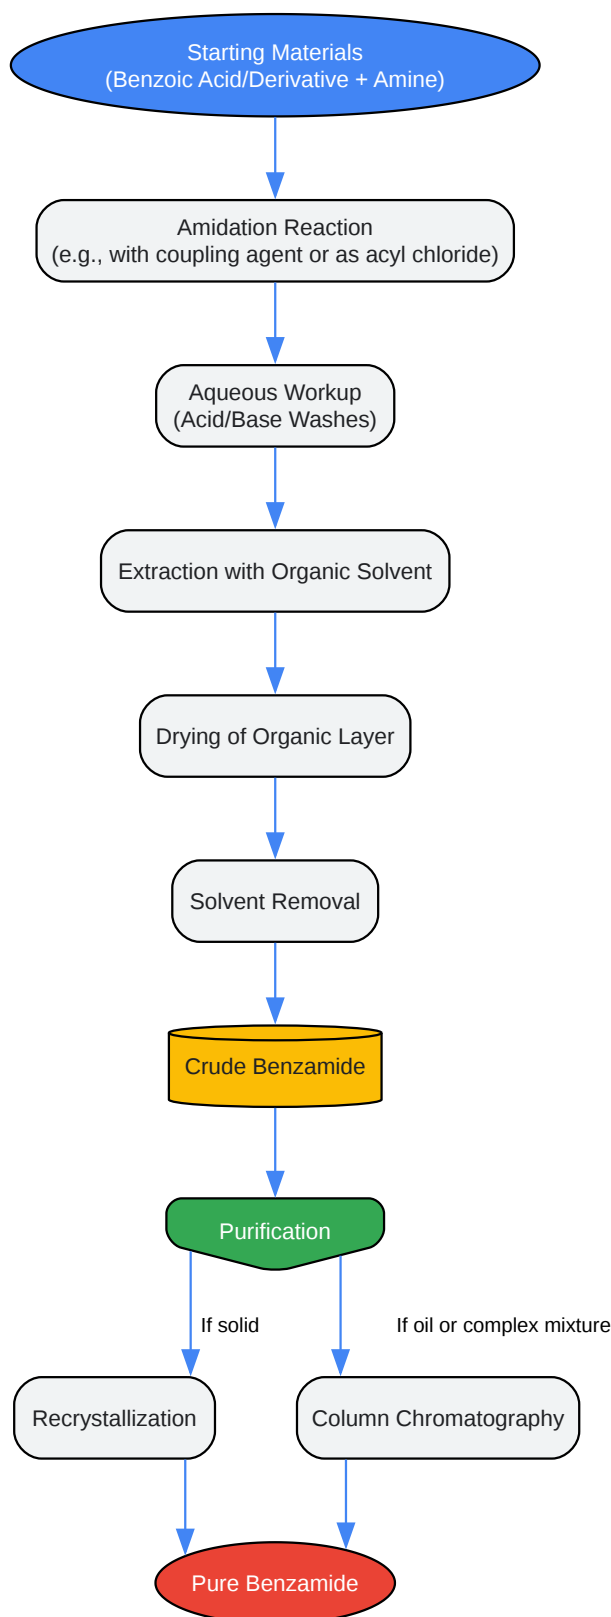 Starting Materials
(Benzoic Acid/Derivative + Amine)
Amidation Reaction
(e.g., with coupling agent or as acyl chloride)
Aqueous Workup
(Acid/Base Washes)
Extraction with Organic Solvent
Drying of Organic Layer
Solvent Removal
Crude Benzamide
Purification
If solid
If oil or complex mixture
Recrystallization
Column Chromatography
Pure Benzamide